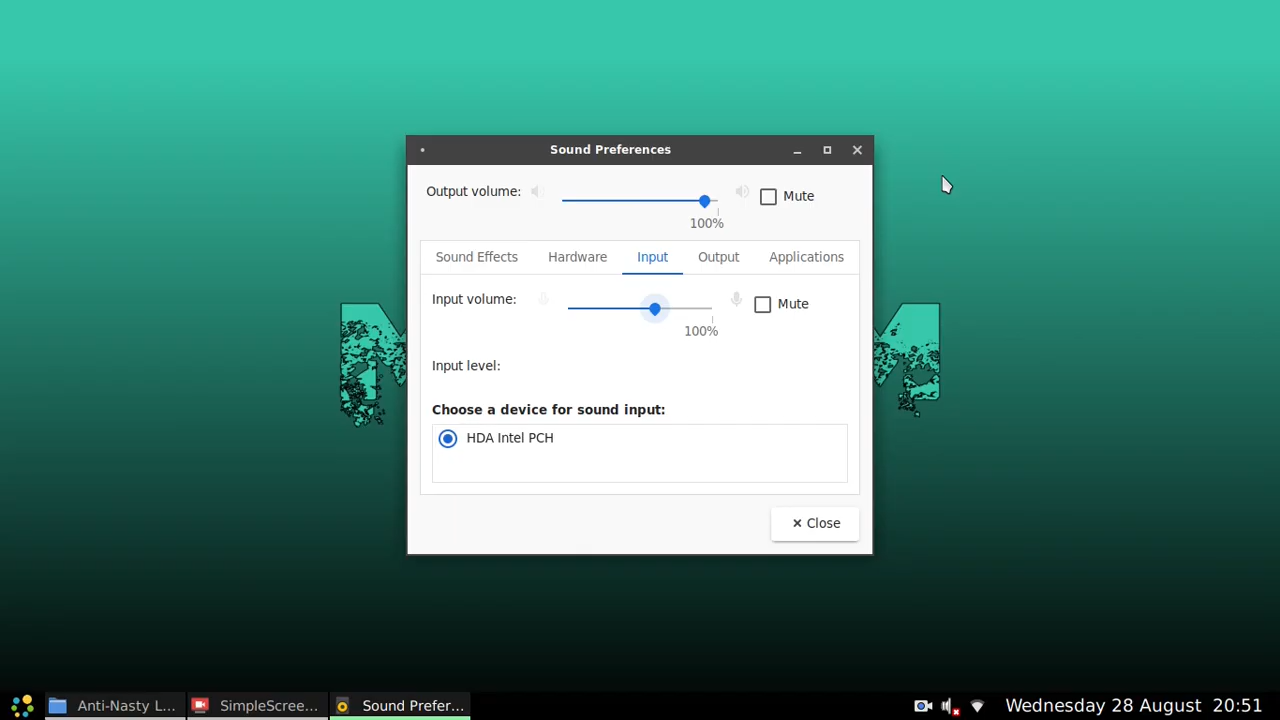 Sound Preferences
Output volume:
Mute
100%
Sound Effects Hardware Input Output Applications
Input volume:
Mute
100%
Input level:
Choose a device for sound input:
HDA Intel PCH
Close
Anti-Nasty L... SimpleScree... Sound Prefer... Wednesday 28 August 20:51